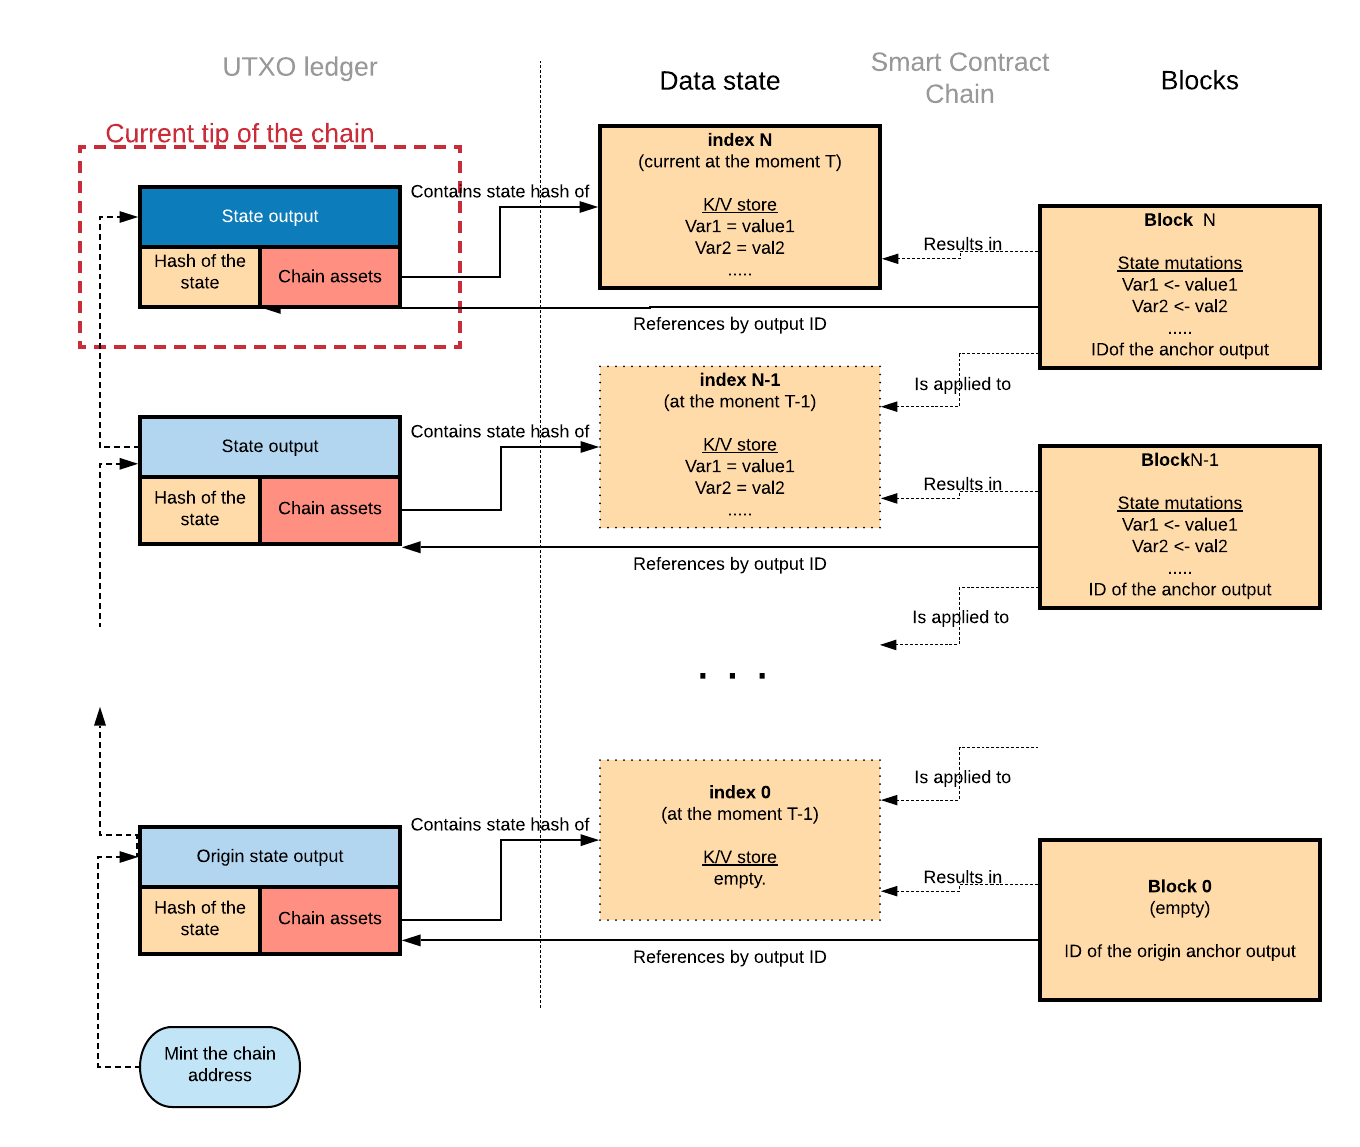 UTXO ledger
Data state
Smart Contract
Chain
Blocks
Current tip of the chain
State output
Hash of the
state
Chain assets
Contains state hash of
index N
(current at the moment T)
K/V store
Var1 = value1
Var2 = val2
.....
Results in
Block N
State mutations
Var1 <- value1
Var2 <- val2
.....
IDof the anchor output
References by output ID
Is applied to
State output
Hash of the
state
Chain assets
Contains state hash of
index N-1
(at the monent T-1)
K/V store
Var1 = value1
Var2 = val2
.....
Results in
BlockN-1
State mutations
Var1 <- value1
Var2 <- val2
.....
ID of the anchor output
References by output ID
Is applied to
. . .
Is applied to
Origin state output
Hash of the
state
Chain assets
Contains state hash of
index 0
(at the moment T-1)
K/V store
empty.
Results in
Block 0
(empty)
ID of the origin anchor output
References by output ID
Mint the chain
address